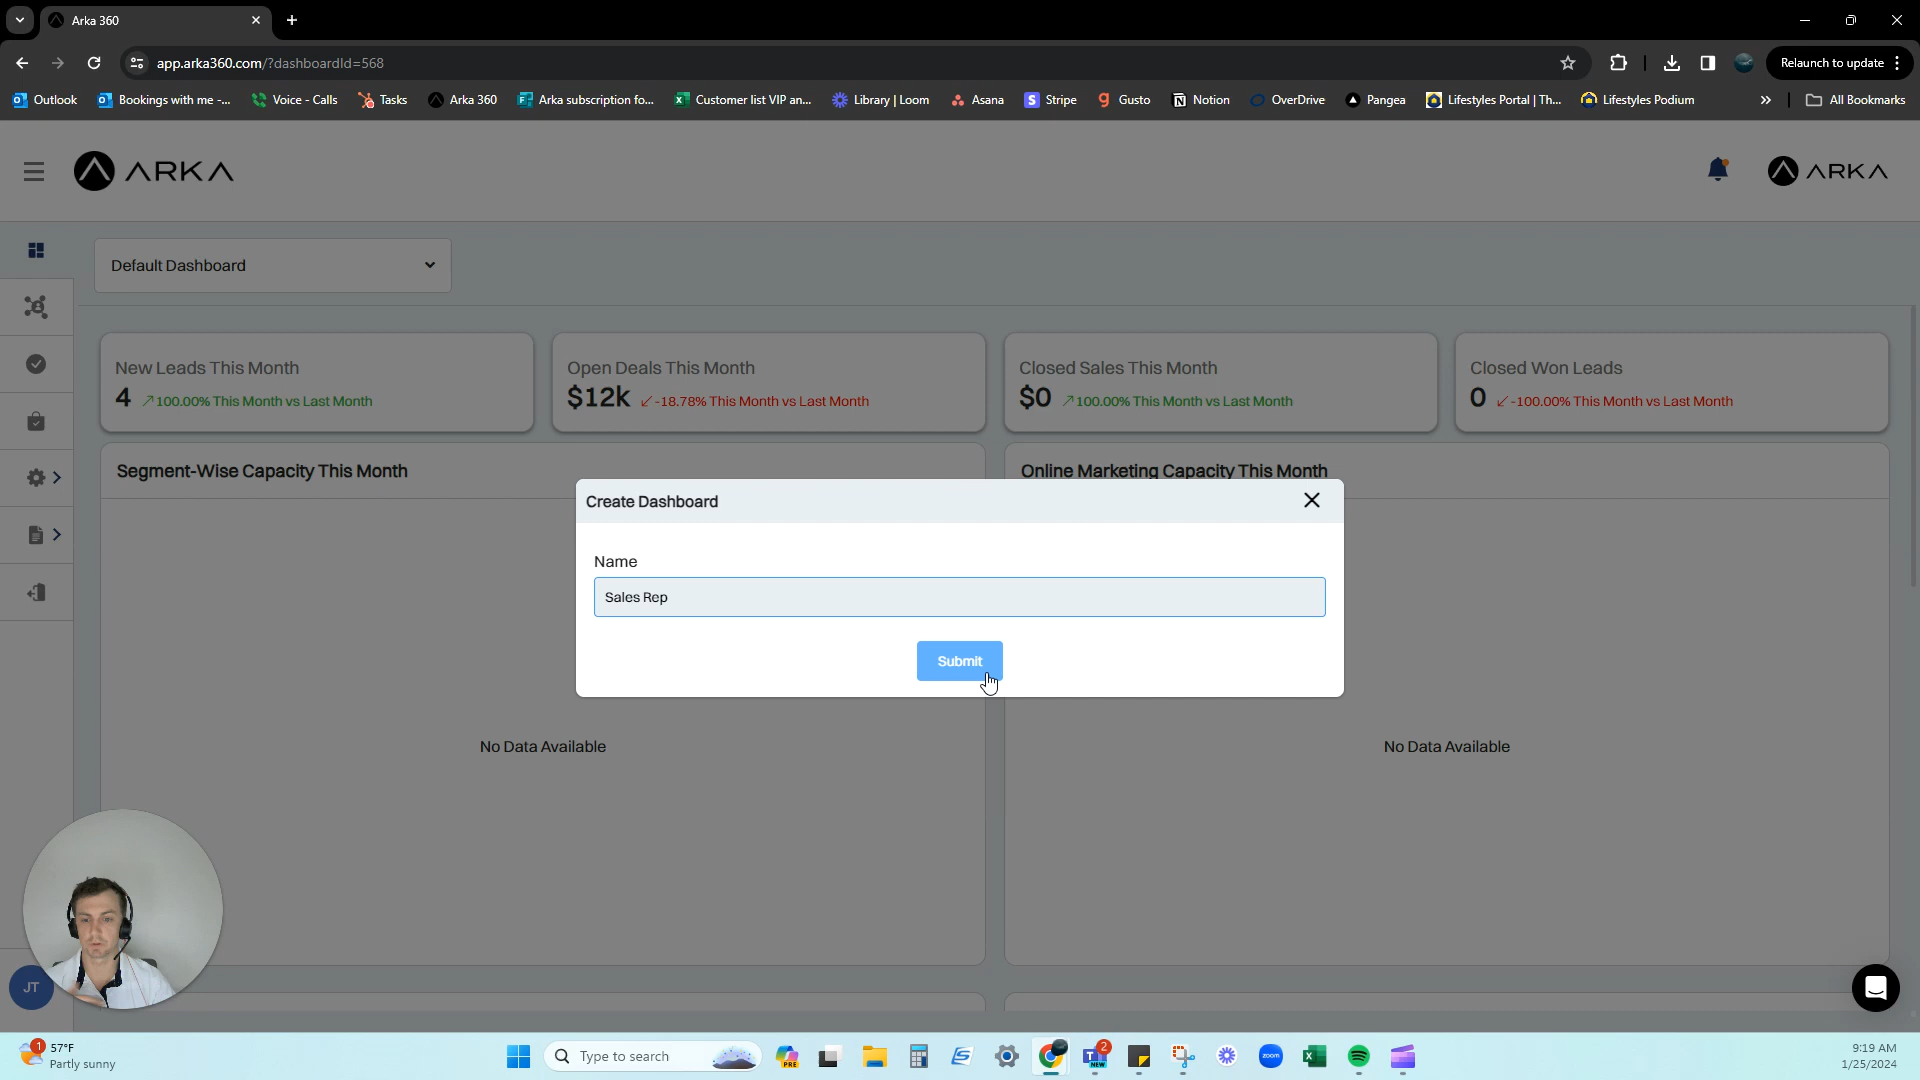 Arka 360
app.arka360.com/?dashboardId=568
Relaunch to update
Outlook
Bookings with me -...
Voice - Calls
Tasks
Arka 360
Arka subscription fo...
Customer list VIP an...
Library | Loom
Asana
Stripe
Gusto
Notion
OverDrive
Pangea
Lifestyles Portal | Th...
Lifestyles Podium
All Bookmarks
ARKA
ARKA
Default Dashboard
New Leads This Month
4 100.00% This Month vs Last Month
Open Deals This Month
$12k -18.78% This Month vs Last Month
Closed Sales This Month
$0 100.00% This Month vs Last Month
Closed Won Leads
0 -100.00% This Month vs Last Month
Segment-Wise Capacity This Month
Online Marketing Capacity This Month
Create Dashboard
Name
Sales Rep
Submit
No Data Available
No Data Available
JT
1
57°F
Partly sunny
Type to search
PRE
2
NEW
zoom
9:19 AM
1/25/2024